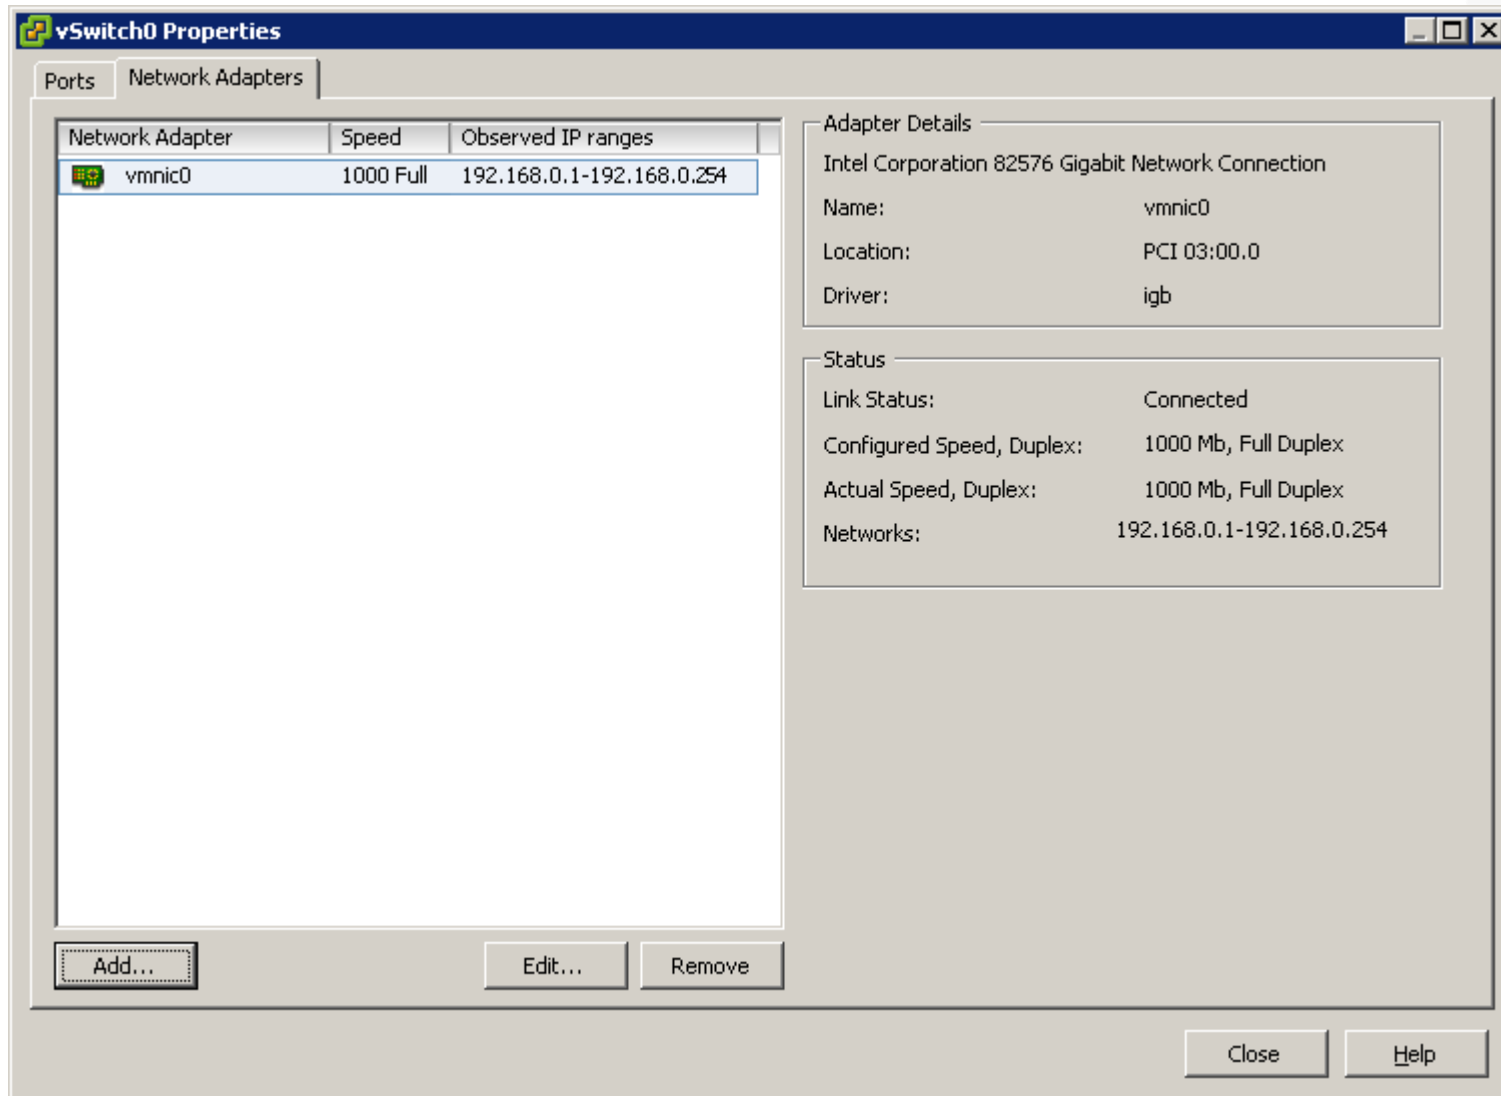 vSwitch0 Properties
Ports Network Adapters
Network Adapter Speed Observed IP ranges
vmnic0 1000 Full 192.168.0.1-192.168.0.254
Adapter Details
Intel Corporation 82576 Gigabit Network Connection
Name: vmnic0
Location: PCI 03:00.0
Driver: igb
Status
Link Status: Connected
Configured Speed, Duplex: 1000 Mb, Full Duplex
Actual Speed, Duplex: 1000 Mb, Full Duplex
Networks: 192.168.0.1-192.168.0.254
Add... Edit... Remove
Close Help